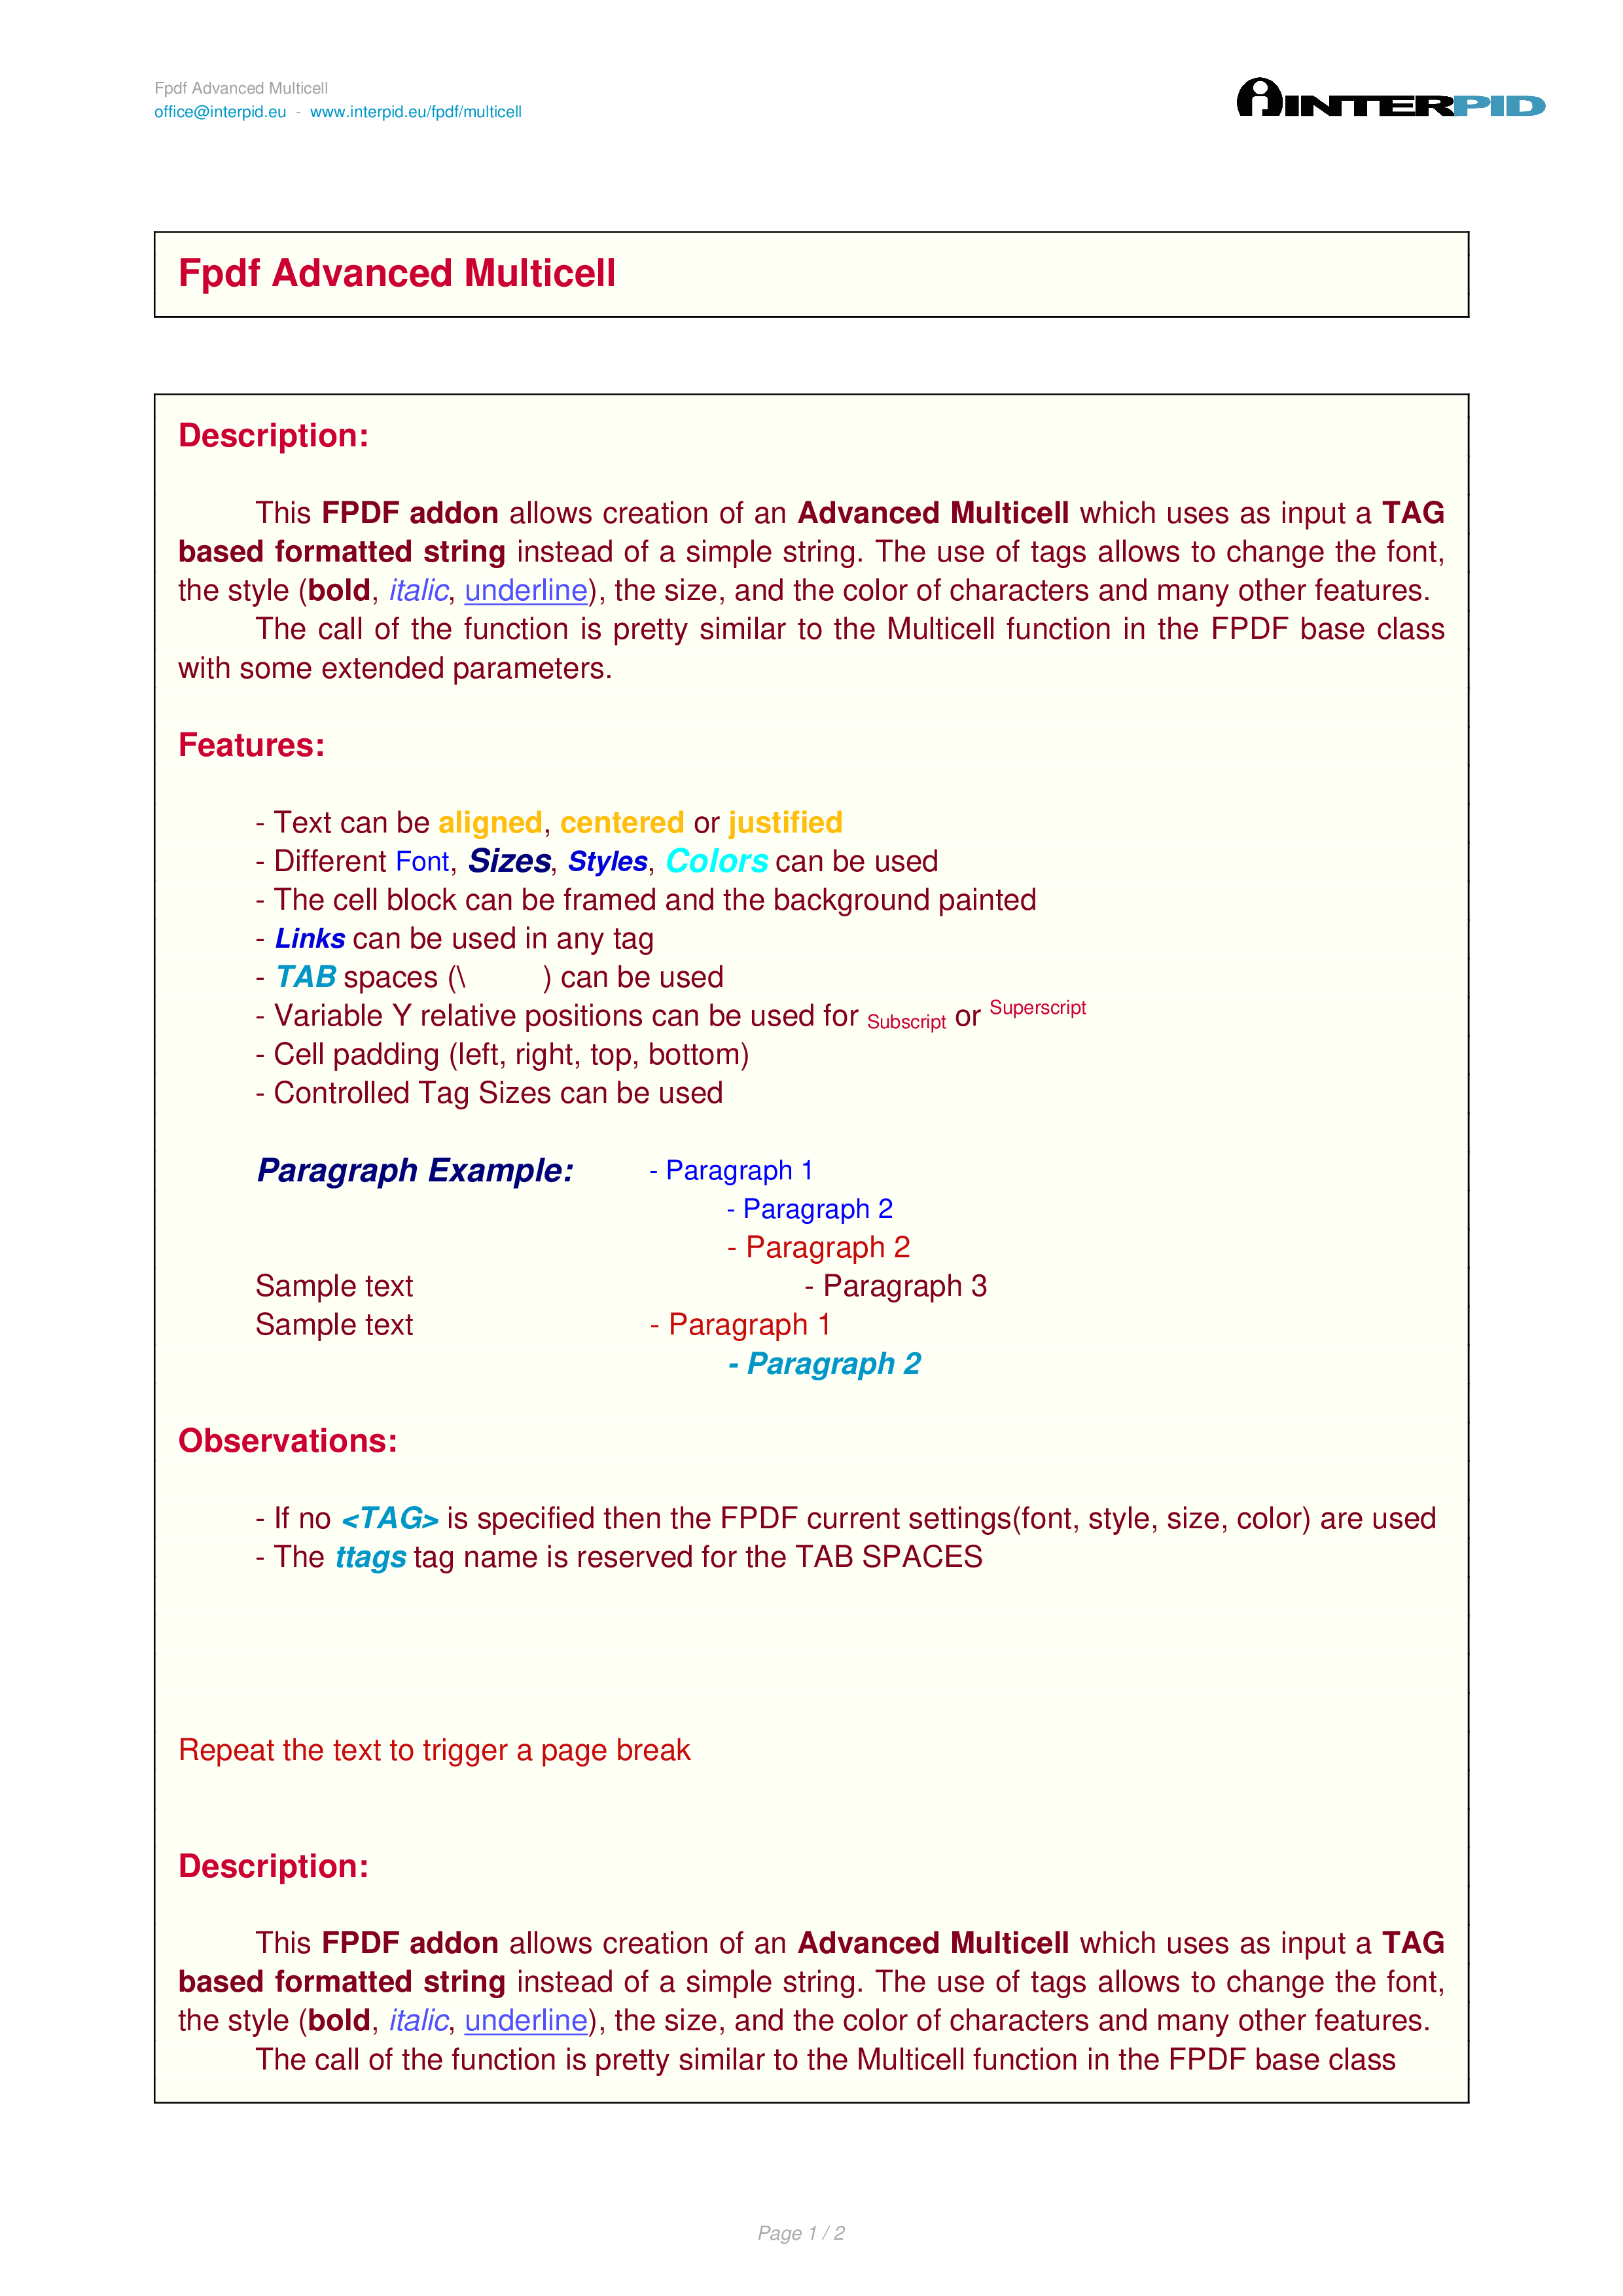 Fpdf Advanced Multicell
office@interpid.eu - www.interpid.eu/fpdf/multicell
INTERPID
Fpdf Advanced Multicell
Description:
This FPDF addon allows creation of an Advanced Multicell which uses as input a TAG
based formatted string instead of a simple string. The use of tags allows to change the font,
the style (bold, italic, underline), the size, and the color of characters and many other features.
The call of the function is pretty similar to the Multicell function in the FPDF base class
with some extended parameters.
Features:
- Text can be aligned, centered or justified
- Different Font, Sizes, Styles, Colors can be used
- The cell block can be framed and the background painted
- Links can be used in any tag
- TAB spaces (\ ) can be used
- Variable Y relative positions can be used for Subscript or Superscript
- Cell padding (left, right, top, bottom)
- Controlled Tag Sizes can be used
Paragraph Example: - Paragraph 1
- Paragraph 2
- Paragraph 2
Sample text - Paragraph 3
Sample text - Paragraph 1
- Paragraph 2
Observations:
- If no <TAG> is specified then the FPDF current settings(font, style, size, color) are used
- The ttags tag name is reserved for the TAB SPACES
Repeat the text to trigger a page break
Description:
This FPDF addon allows creation of an Advanced Multicell which uses as input a TAG
based formatted string instead of a simple string. The use of tags allows to change the font,
the style (bold, italic, underline), the size, and the color of characters and many other features.
The call of the function is pretty similar to the Multicell function in the FPDF base class
Page 1 / 2